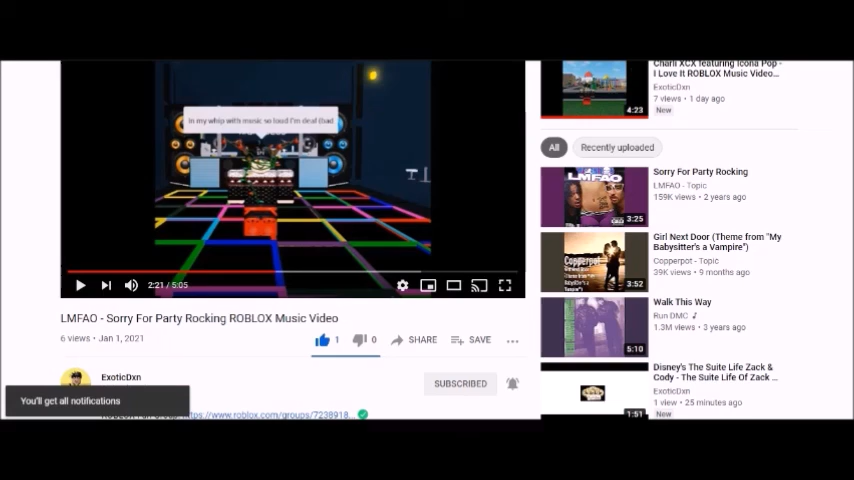 In my whip with music so loud I'm deaf (bad
2:21 / 5:05
LMFAO - Sorry For Party Rocking ROBLOX Music Video
6 views • Jan 1, 2021
1
0
SHARE
SAVE
ExoticDxn
SUBSCRIBED
You'll get all notifications
https://www.roblox.com/groups/7238918...
Charli XCX featuring Icona Pop -
I Love It ROBLOX Music Video...
ExoticDxn
7 views • 1 day ago
New
4:23
All
Recently uploaded
LMFAO
3:25
Sorry For Party Rocking
LMFAO - Topic
159K views • 2 years ago
Copperpot
3:52
Girl Next Door (Theme from "My
Babysitter's a Vampire")
Copperpot - Topic
39K views • 9 months ago
5:10
Walk This Way
Run DMC
1.3M views • 3 years ago
1:51
Disney's The Suite Life Zack &
Cody - The Suite Life Of Zack ...
ExoticDxn
1 view • 25 minutes ago
New